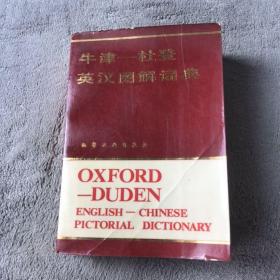 牛津—杜登
英汉图解词典
OXFORD
—DUDEN
ENGLISH—CHINESE
PICTORIAL DICTIONARY